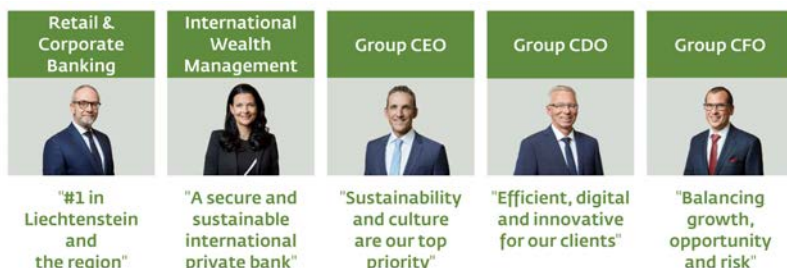 Retail &
Corporate
Banking
International
Wealth
Management
Group CEO
Group CDO
Group CFO
"#1 in
Liechtenstein
and
the region"
"A secure and
sustainable
international
private bank"
"Sustainability
and culture
are our top
priority"
"Efficient, digital
and innovative
for our clients"
"Balancing
growth,
opportunity
and risk"